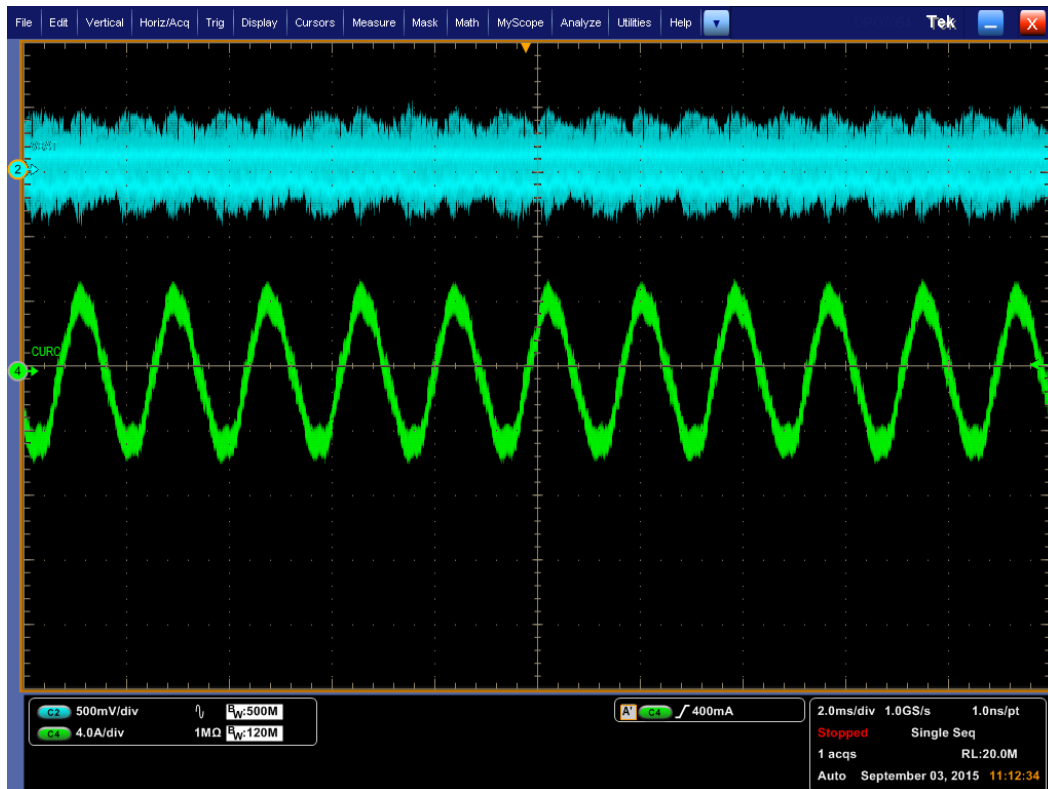 File Edit Vertical Horiz/Acq Trig Display Cursors Measure Mask Math MyScope Analyze Utilities Help Tek X
2
CURC
4
C2 500mV/div BW:500M
C4 4.0A/div 1MΩ BW:120M
A' C4 400mA
2.0ms/div 1.0GS/s 1.0ns/pt
Stopped Single Seq
1 acqs RL:20.0M
Auto September 03, 2015 11:12:34